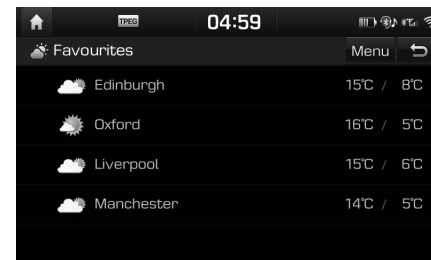 TPEG 04:59
Favourites Menu
Edinburgh 15℃ / 8℃
Oxford 16℃ / 5℃
Liverpool 15℃ / 6℃
Manchester 14℃ / 5℃